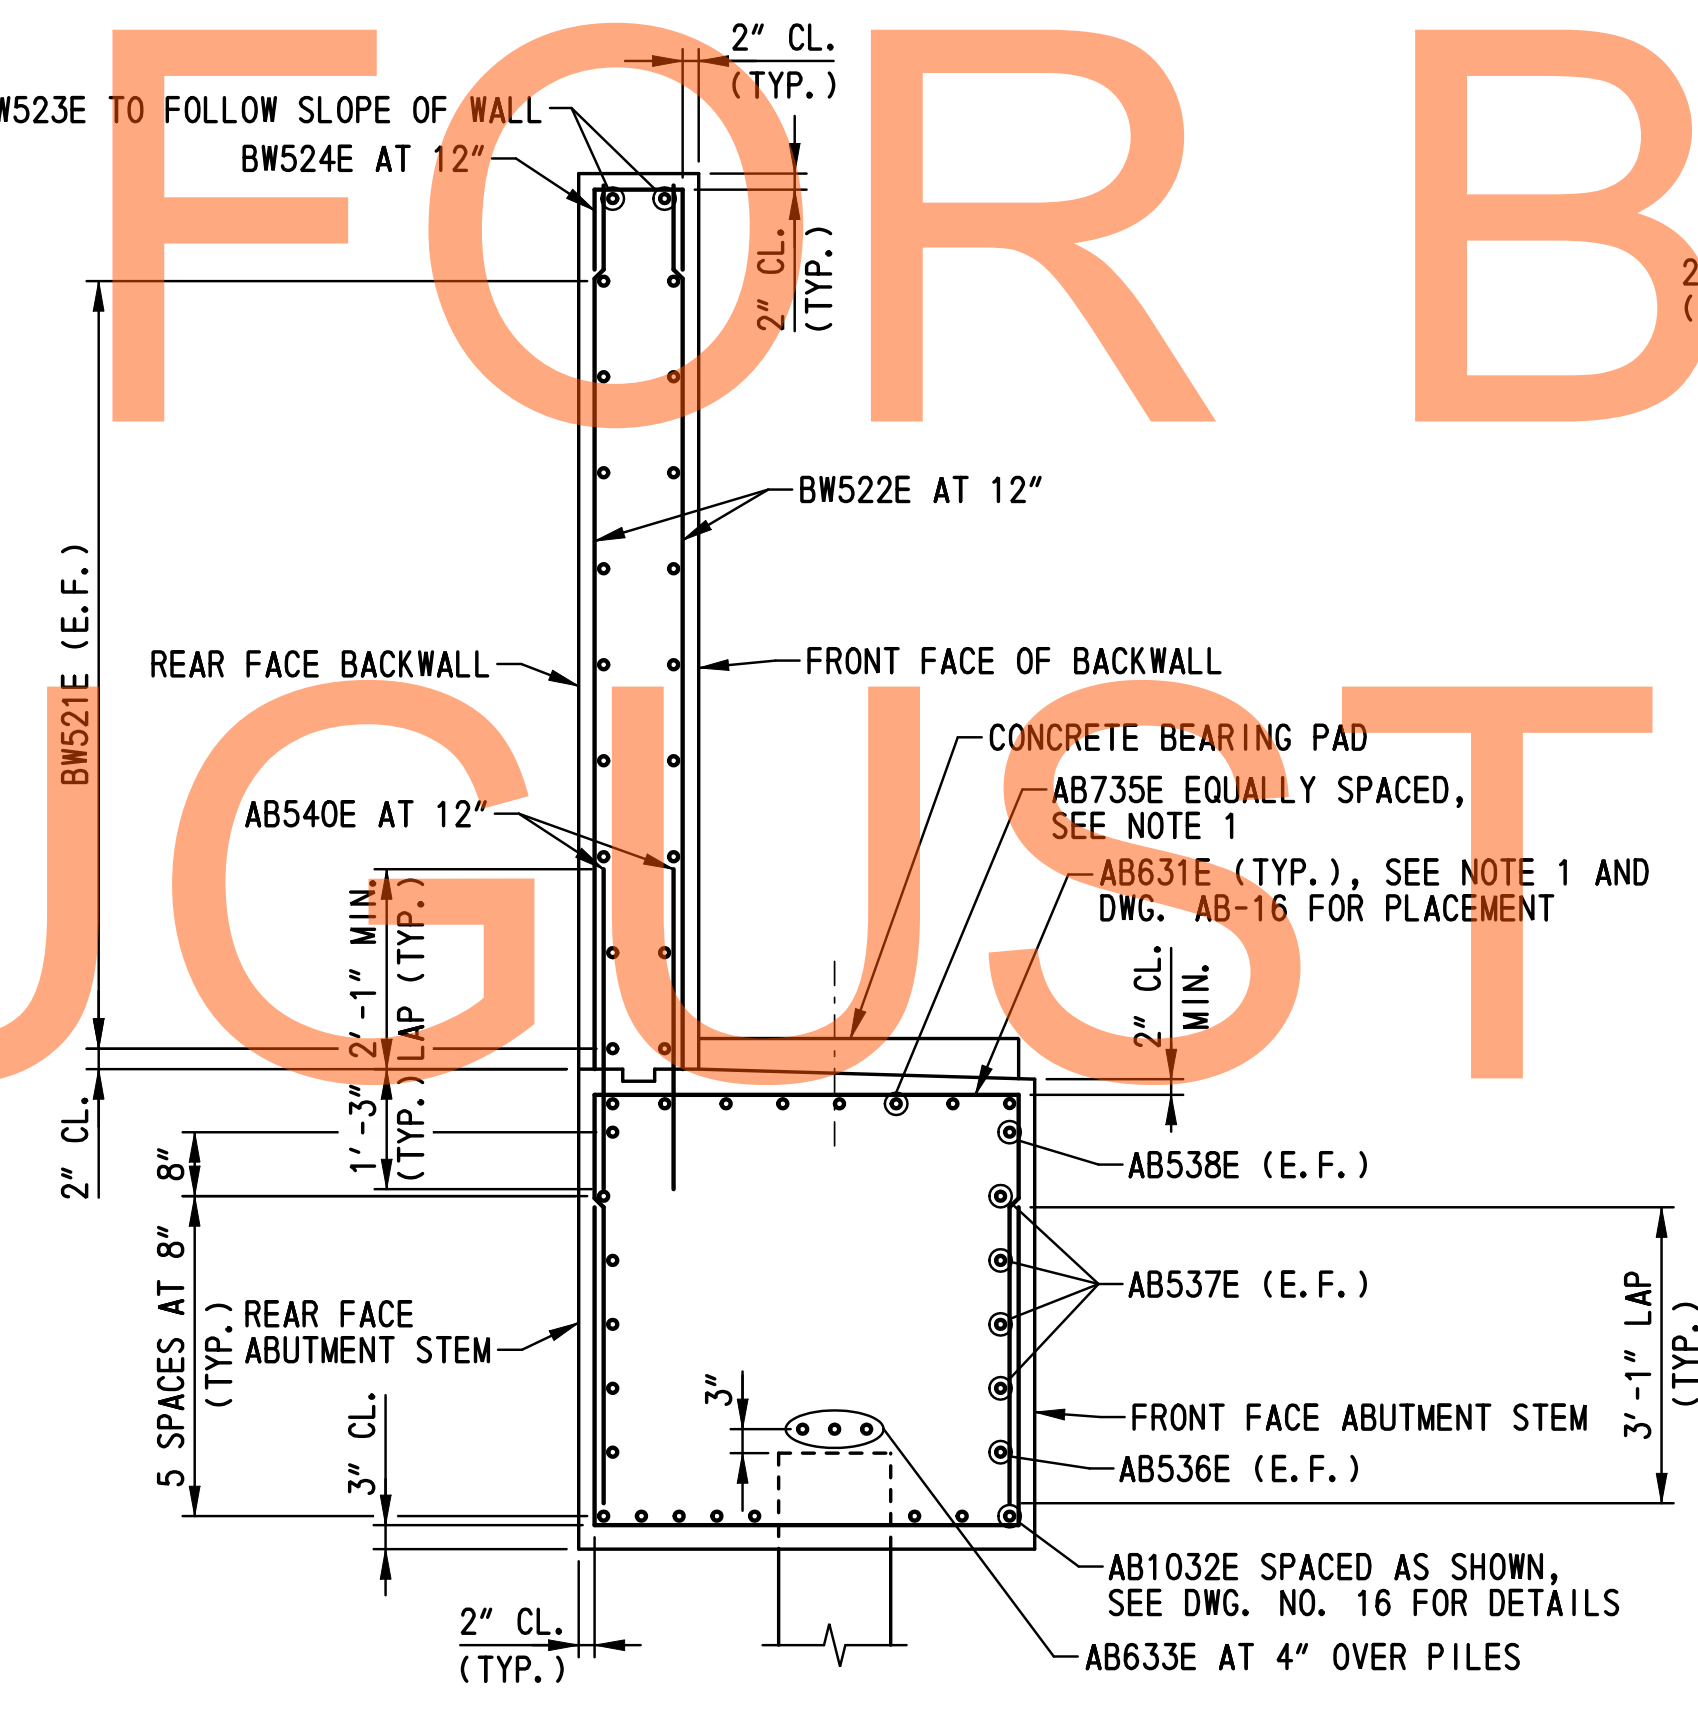 2" CL.
(TYP.)
W523E TO FOLLOW SLOPE OF WALL
BW524E AT 12"
2" CL.
(TYP.)
FOR B
2
(
BW522E AT 12"
BW521E (E.F.)
REAR FACE BACKWALL
FRONT FACE OF BACKWALL
UGUST
CONCRETE BEARING PAD
AB735E EQUALLY SPACED,
SEE NOTE 1
AB540E AT 12"
AB631E (TYP.), SEE NOTE 1 AND
DWG. AB-16 FOR PLACEMENT
2'-1" MIN.
LAP (TYP.)
2" CL.
MIN.
1'-3"
(TYP.)
2" CL.
8"
AB538E (E.F.)
5 SPACES AT 8"
(TYP.)
AB537E (E.F.)
REAR FACE
ABUTMENT STEM
3'-1" LAP
(TYP.)
3"
3" CL.
FRONT FACE ABUTMENT STEM
AB536E (E.F.)
AB1032E SPACED AS SHOWN,
SEE DWG. NO. 16 FOR DETAILS
2" CL.
(TYP.)
AB633E AT 4" OVER PILES